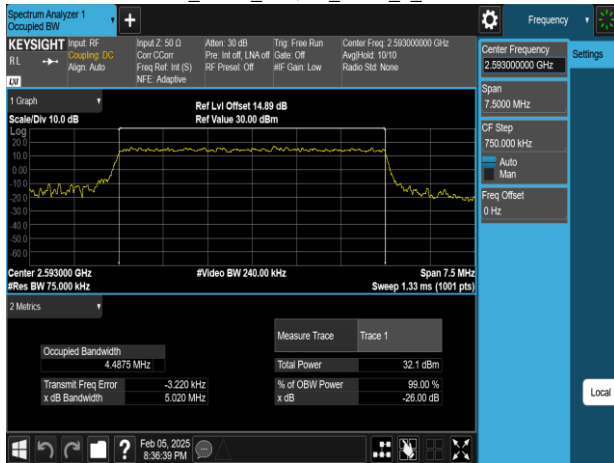 Spectrum Analyzer 1
Occupied BW
Frequency
KEYSIGHT
RL
LXI
Input: RF
Coupling: DC
Align: Auto
Input Z: 50 Ω
Corr CCorr
Freq Ref: Int (S)
NFE: Adaptive
Atten: 30 dB
Pre: Int off, LNA off
RF Preset: Off
Trig: Free Run
Gate: Off
#IF Gain: Low
Center Freq: 2.593000000 GHz
Avg|Hold: 10/10
Radio Std: None
Center Frequency
2.593000000 GHz
Settings
Span
7.5000 MHz
CF Step
750.000 kHz
Auto
Man
Freq Offset
0 Hz
Local
1 Graph
Scale/Div 10.0 dB
Ref Lvl Offset 14.89 dB
Ref Value 30.00 dBm
Log
20.0
10.0
0.00
-10.0
-20.0
-30.0
-40.0
-50.0
-60.0
Center 2.593000 GHz
#Video BW 240.00 kHz
Span 7.5 MHz
#Res BW 75.000 kHz
Sweep 1.33 ms (1001 pts)
2 Metrics
Measure Trace
Trace 1
Occupied Bandwidth
4.4875 MHz
Total Power
32.1 dBm
Transmit Freq Error
-3.220 kHz
% of OBW Power
99.00 %
x dB Bandwidth
5.020 MHz
x dB
-26.00 dB
?
Feb 05, 2025
8:36:39 PM